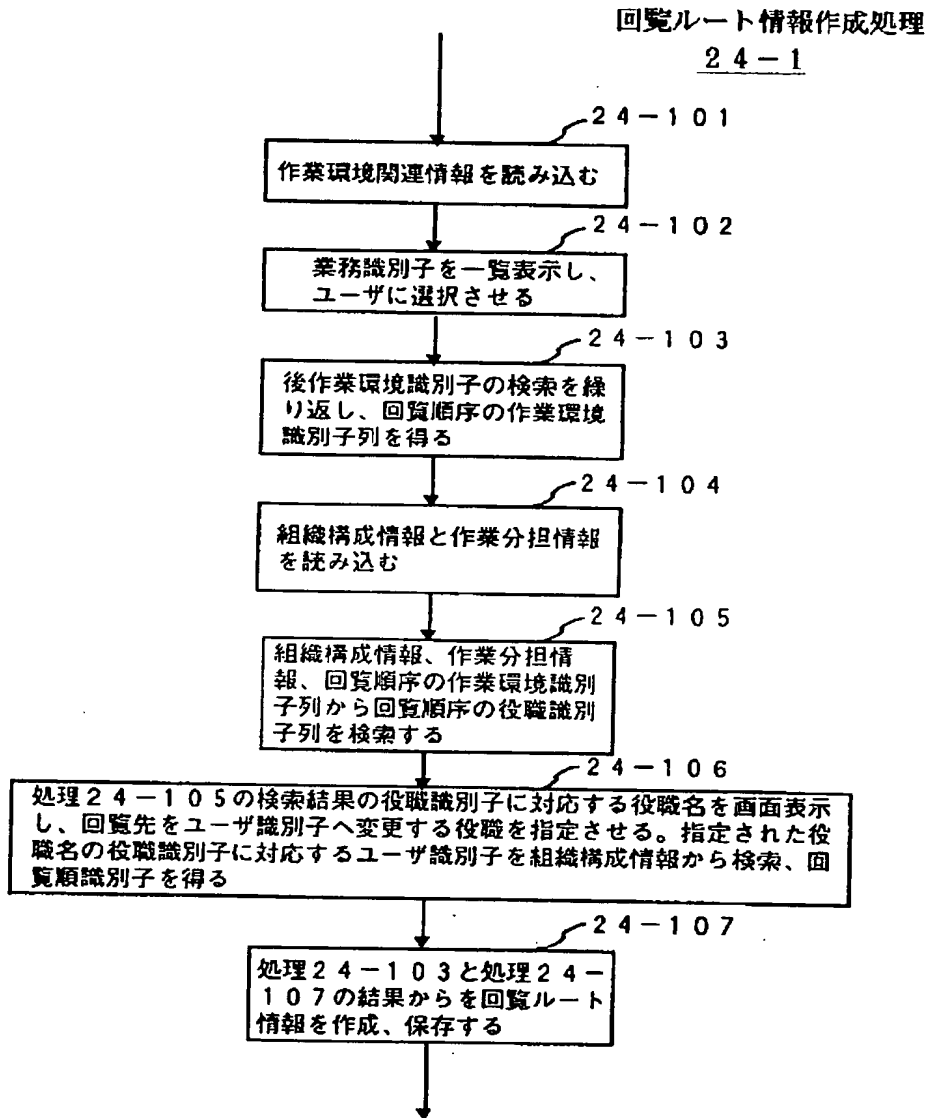 回覧ルート情報作成処理
24-1
24-101
作業環境関連情報を読み込む
24-102
業務識別子を一覧表示し、
ユーザに選択させる
24-103
後作業環境識別子の検索を繰
り返し、回覧順序の作業環境
識別子列を得る
24-104
組織構成情報と作業分担情報
を読み込む
24-105
組織構成情報、作業分担情
報、回覧順序の作業環境識別
子列から回覧順序の役職識別
子列を検索する
24-106
処理24-105の検索結果の役職識別子に対応する役職名を画面表示
し、回覧先をユーザ識別子へ変更する役職を指定させる。指定された役
職名の役職識別子に対応するユーザ識別子を組織構成情報から検索、回
覧順識別子を得る
24-107
処理24-103と処理24-
107の結果からを回覧ルート
情報を作成、保存する